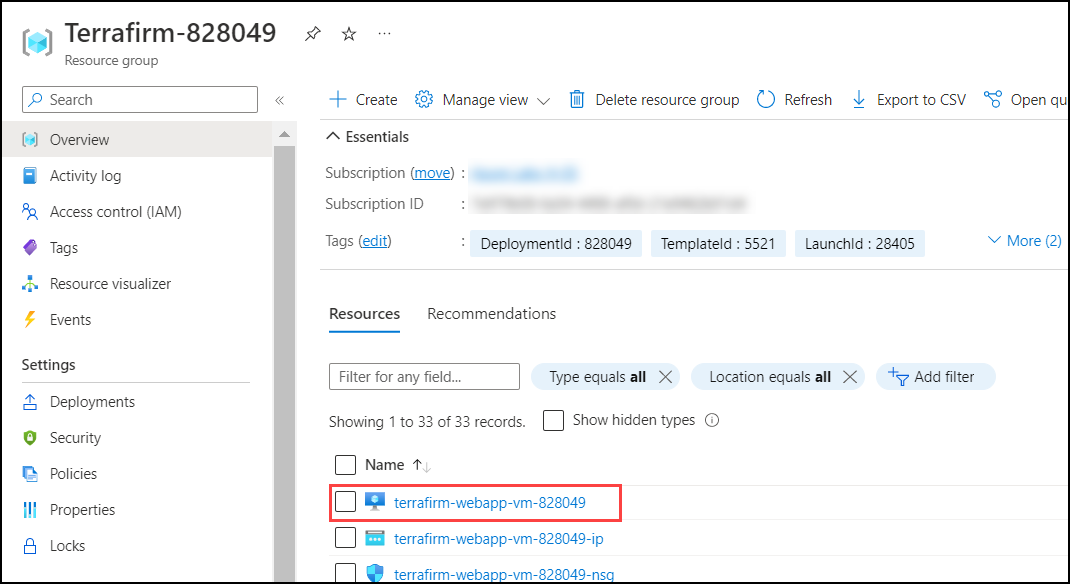 Terrafirm-828049
Resource group
Search
«
Create Manage view Delete resource group Refresh Export to CSV Open qu
Overview
Activity log
Access control (IAM)
Tags
Resource visualizer
Events
Settings
Deployments
Security
Policies
Properties
Locks
Essentials
Subscription (move) :
Subscription ID :
Tags (edit) : DeploymentId : 828049 TemplateId : 5521 LaunchId : 28405 More (2)
Resources Recommendations
Filter for any field... Type equals all Location equals all Add filter
Showing 1 to 33 of 33 records. Show hidden types
Name ↑↓
terrafirm-webapp-vm-828049
terrafirm-webapp-vm-828049-ip
terrafirm-webapp-vm-828049-nsg